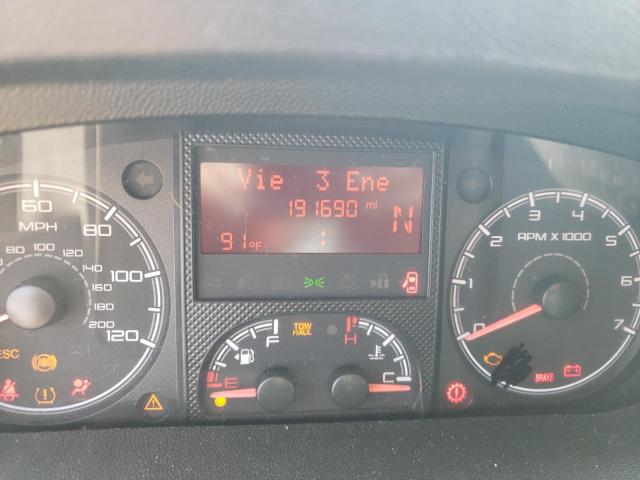 Vie 3 Ene
191690 mi
N
91°F :
60
MPH
80
100
120
80 100 120
140
160
180
200
ESC
ABS
F
TOW
HAUL
H
E
C
0
1
2
3
4
5
6
7
RPM X 1000
BRAKE